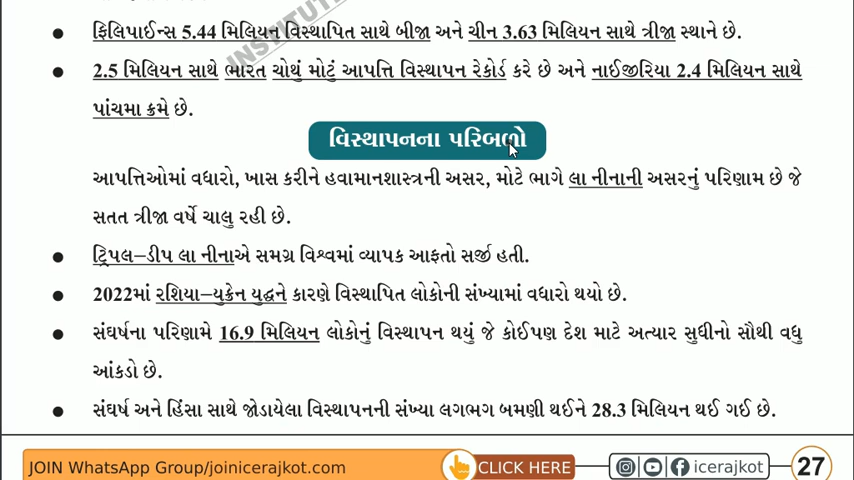 INSTITUTE
• ફિલિપાઈન્સ 5.44 મિલિયન વિસ્થાપિત સાથે બીજા અને ચીન 3.63 મિલિયન સાથે ત્રીજા સ્થાને છે.
• 2.5 મિલિયન સાથે ભારત ચોથું મોટું આપત્તિ વિસ્થાપન રેકોર્ડ કરે છે અને નાઈજીરિયા 2.4 મિલિયન સાથે
પાંચમા ક્રમે છે.
વિસ્થાપનના પરિબળો
આપત્તિઓમાં વધારો, ખાસ કરીને હવામાનશાસ્ત્રની અસર, મોટે ભાગે લા નીનાની અસરનું પરિણામ છે જે
સતત ત્રીજા વર્ષે ચાલુ રહી છે.
• ટ્રિપલ–ડીપ લા નીનાએ સમગ્ર વિશ્વમાં વ્યાપક આફતો સર્જી હતી.
• 2022માં રશિયા–યુક્રેન યુદ્ધને કારણે વિસ્થાપિત લોકોની સંખ્યામાં વધારો થયો છે.
• સંઘર્ષના પરિણામે 16.9 મિલિયન લોકોનું વિસ્થાપન થયું જે કોઈપણ દેશ માટે અત્યાર સુધીનો સૌથી વધુ
આંકડો છે.
• સંઘર્ષ અને હિંસા સાથે જોડાયેલા વિસ્થાપનની સંખ્યા લગભગ બમણી થઈને 28.3 મિલિયન થઈ ગઈ છે.
JOIN WhatsApp Group/joinicerajkot.com CLICK HERE icerajkot 27